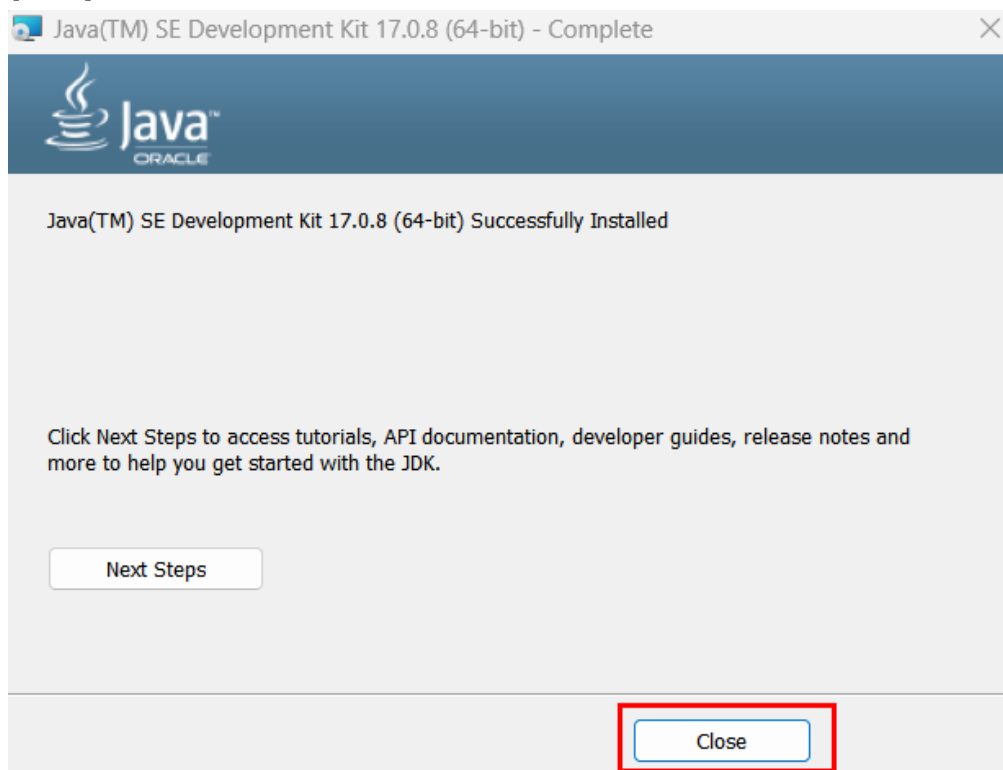 Java(TM) SE Development Kit 17.0.8 (64-bit) - Complete
Java™
ORACLE
Java(TM) SE Development Kit 17.0.8 (64-bit) Successfully Installed
Click Next Steps to access tutorials, API documentation, developer guides, release notes and
more to help you get started with the JDK.
Next Steps
Close